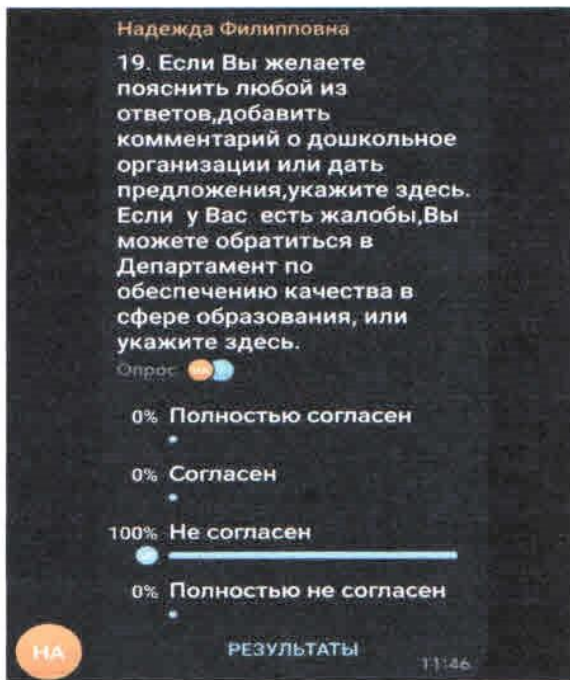 Надежда Филипповна
19. Если Вы желаете
пояснить любой из
ответов,добавить
комментарий о дошкольное
организации или дать
предложения,укажите здесь.
Если у Вас есть жалобы,Вы
можете обратиться в
Департамент по
обеспечению качества в
сфере образования, или
укажите здесь.
Опрос
0% Полностью согласен
0% Согласен
100% Не согласен
0% Полностью не согласен
НА
РЕЗУЛЬТАТЫ
11:46